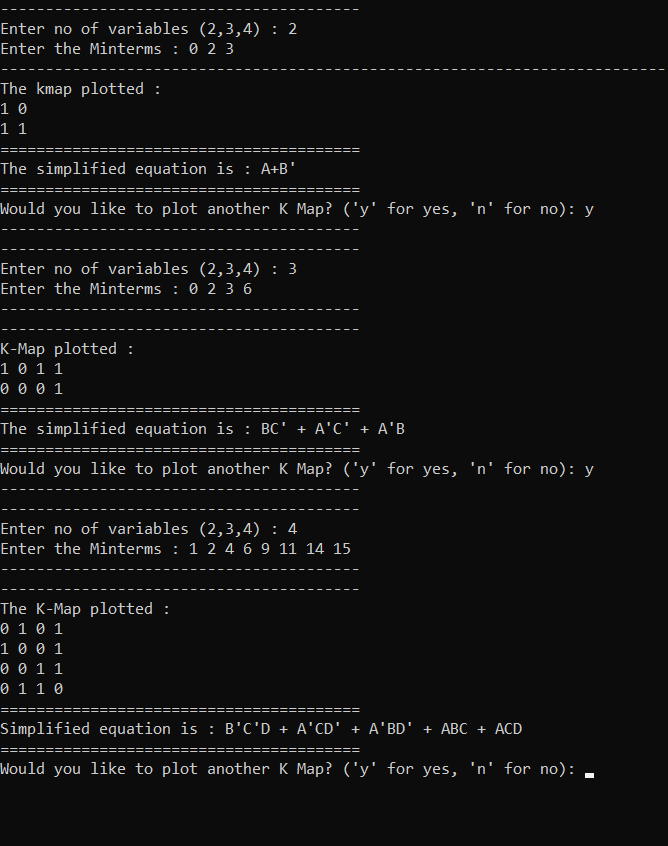 ----------------------------------------
Enter no of variables (2,3,4) : 2
Enter the Minterms : 0 2 3
--------------------------------------------------------------------------
The kmap plotted :
1 0
1 1
========================================
The simplified equation is : A+B'
========================================
Would you like to plot another K Map? ('y' for yes, 'n' for no): y
----------------------------------------
----------------------------------------
Enter no of variables (2,3,4) : 3
Enter the Minterms : 0 2 3 6
----------------------------------------
----------------------------------------
K-Map plotted :
1 0 1 1
0 0 0 1
========================================
The simplified equation is : BC' + A'C' + A'B
========================================
Would you like to plot another K Map? ('y' for yes, 'n' for no): y
----------------------------------------
----------------------------------------
Enter no of variables (2,3,4) : 4
Enter the Minterms : 1 2 4 6 9 11 14 15
----------------------------------------
----------------------------------------
The K-Map plotted :
0 1 0 1
1 0 0 1
0 0 1 1
0 1 1 0
========================================
Simplified equation is : B'C'D + A'CD' + A'BD' + ABC + ACD
========================================
Would you like to plot another K Map? ('y' for yes, 'n' for no):